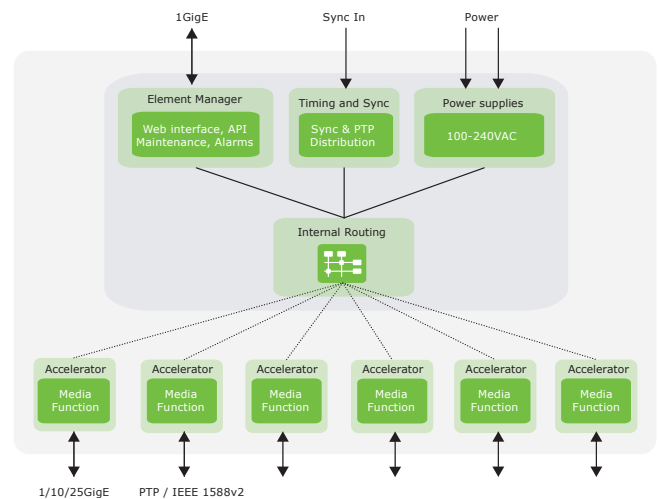 1GigE
Sync In
Power
Element Manager
Web interface, API
Maintenance, Alarms
Timing and Sync
Sync & PTP
Distribution
Power supplies
100-240VAC
Internal Routing
Accelerator
Media
Function
Accelerator
Media
Function
Accelerator
Media
Function
Accelerator
Media
Function
Accelerator
Media
Function
Accelerator
Media
Function
1/10/25GigE
PTP / IEEE 1588v2